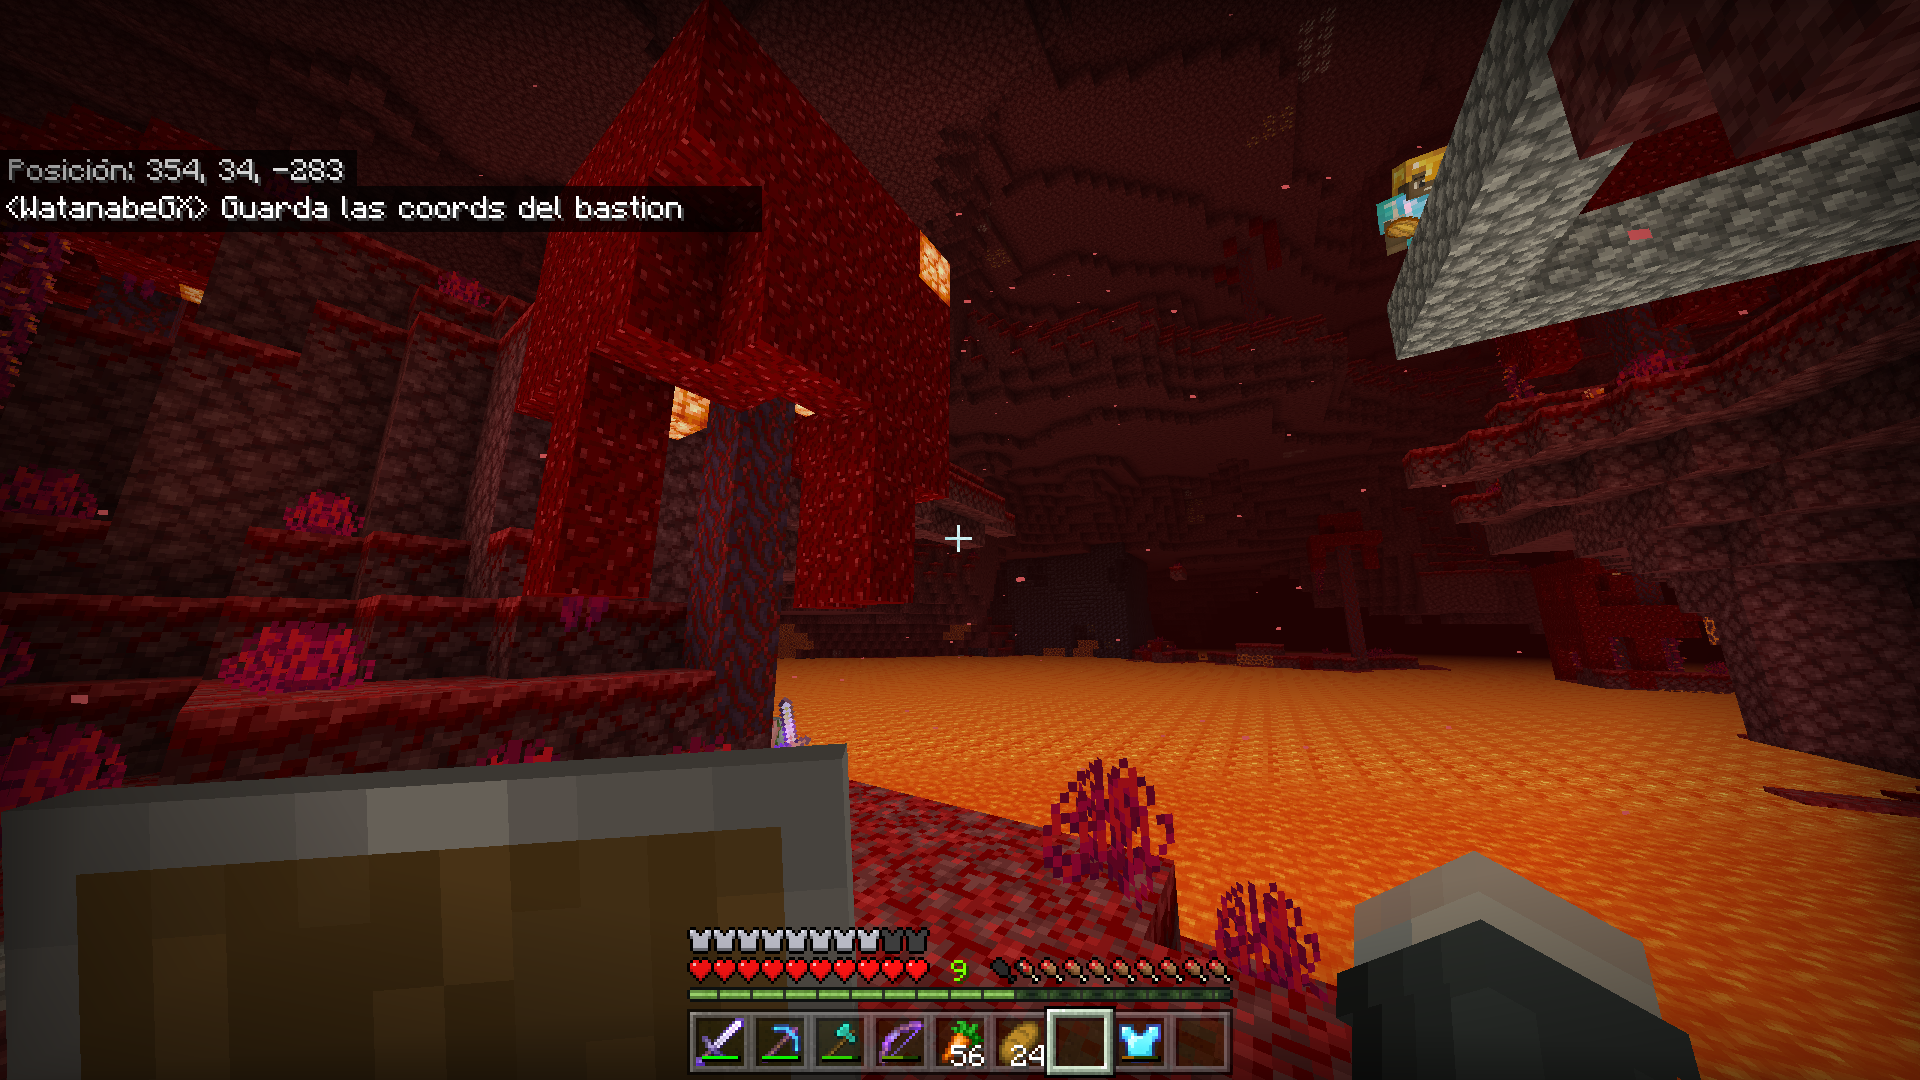 Posición: 354, 34, -283
<WatanabeGX> Guarda las coords del bastion
9
56
24